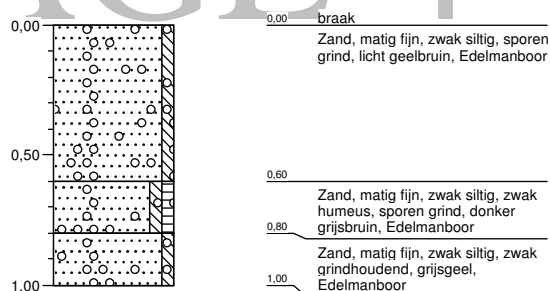 0,00
0,50
1,00
0,00 braak
Zand, matig fijn, zwak siltig, sporen
grind, licht geelbruin, Edelmanboor
0,60
Zand, matig fijn, zwak siltig, zwak
humeus, sporen grind, donker
grijsbruin, Edelmanboor
0,80
Zand, matig fijn, zwak siltig, zwak
grindhoudend, grijsgeel,
Edelmanboor
1,00